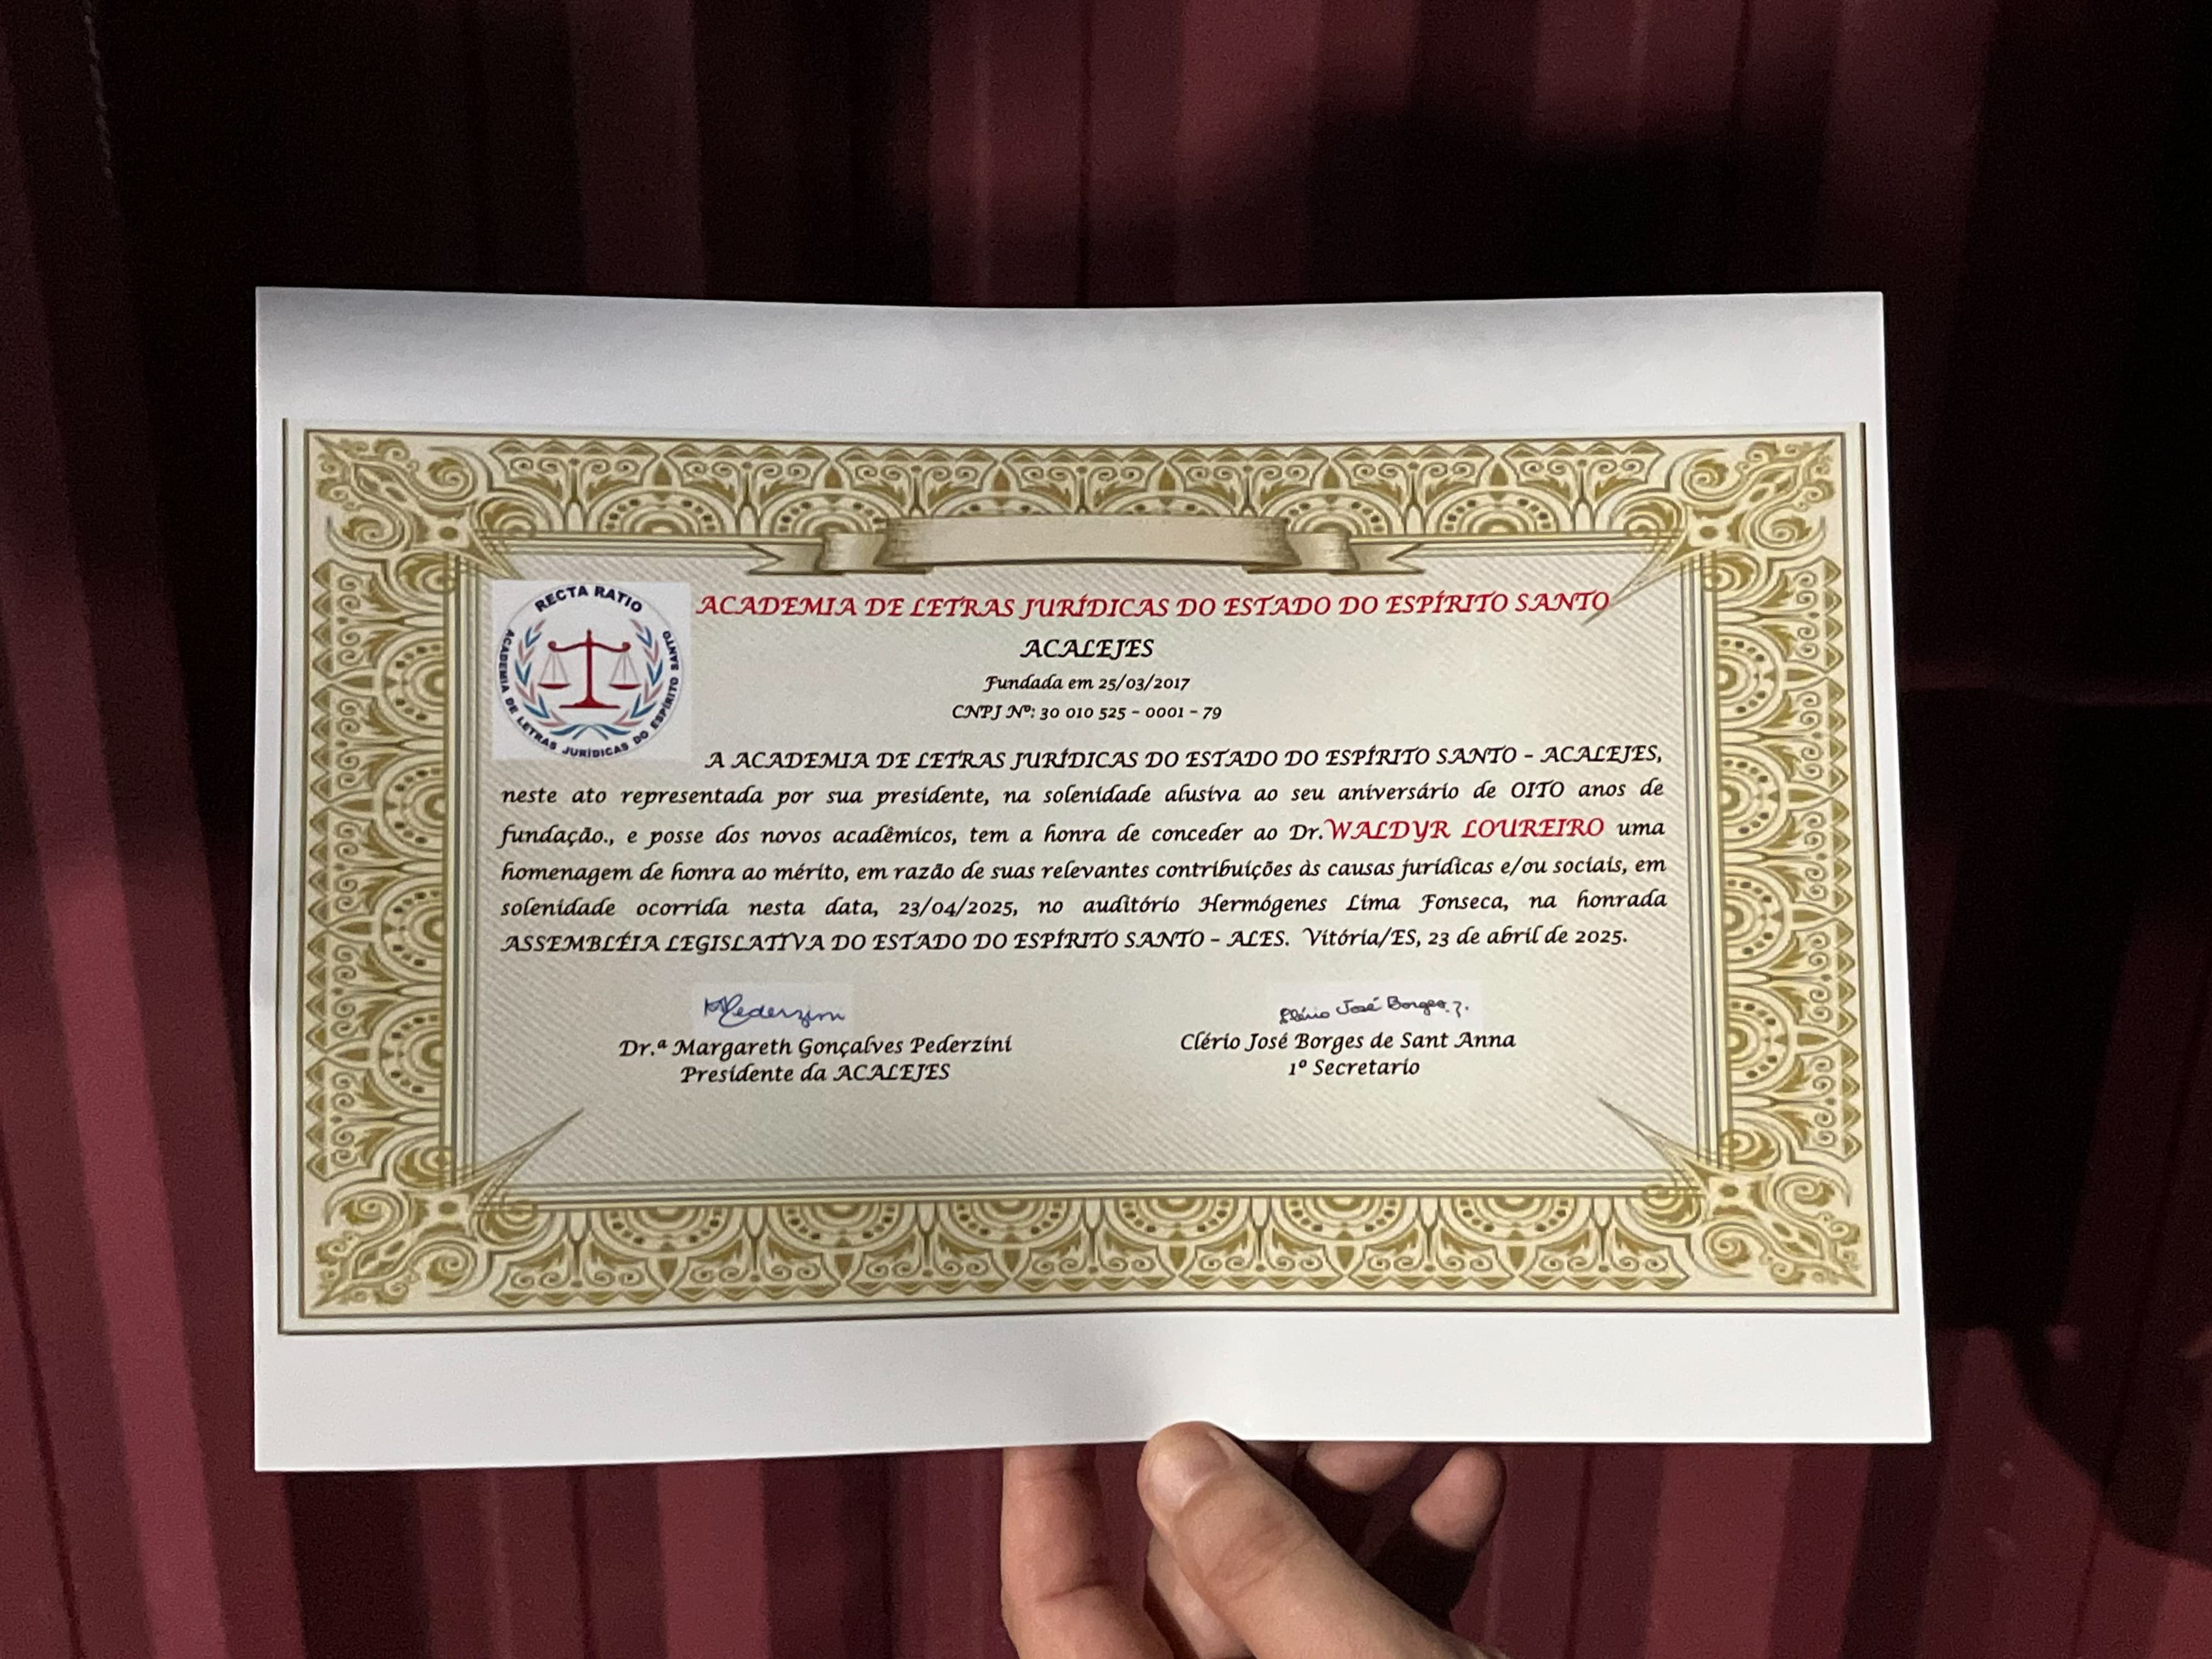 RECTA RATIO
ACADEMIA DE LETRAS JURÍDICAS DO ESPÍRITO SANTO
ACADEMIA DE LETRAS JURÍDICAS DO ESTADO DO ESPÍRITO SANTO
ACALEJES
Fundada em 25/03/2017
CNPJ Nº: 30 010 525 - 0001 - 79
A ACADEMIA DE LETRAS JURÍDICAS DO ESTADO DO ESPÍRITO SANTO - ACALEJES,
neste ato representada por sua presidente, na solenidade alusiva ao seu aniversário de OITO anos de
fundação., e posse dos novos acadêmicos, tem a honra de conceder ao Dr.WALDYR LOUREIRO uma
homenagem de honra ao mérito, em razão de suas relevantes contribuições às causas jurídicas e/ou sociais, em
solenidade ocorrida nesta data, 23/04/2025, no auditório Hermógenes Lima Fonseca, na honrada
ASSEMBLÉIA LEGISLATIVA DO ESTADO DO ESPÍRITO SANTO - ALES. Vitória/ES, 23 de abril de 2025.
MPederzini
Clério José Borges
Dr.ª Margareth Gonçalves Pederzini
Clério José Borges de Sant Anna
Presidente da ACALEJES
1º Secretario